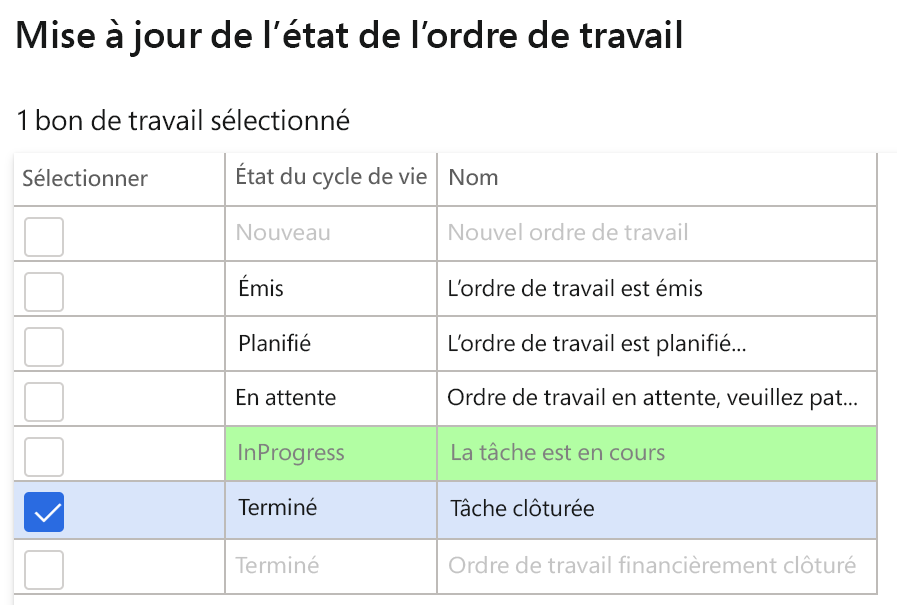 Mise à jour de l’état de l’ordre de travail
1 bon de travail sélectionné
Sélectionner État du cycle de vie Nom
Nouveau Nouvel ordre de travail
Émis L’ordre de travail est émis
Planifié L’ordre de travail est planifié...
En attente Ordre de travail en attente, veuillez pat...
InProgress La tâche est en cours
Terminé Tâche clôturée
Terminé Ordre de travail financièrement clôturé